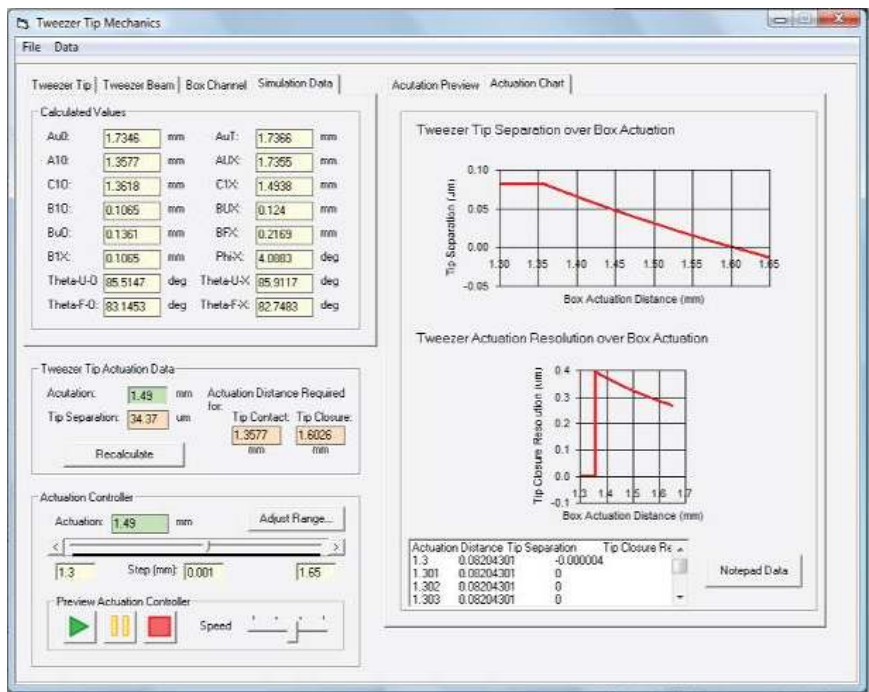 Tweezer Tip Mechanics
File Data
Tweezer Tip Tweezer Beam Box Channel Simulation Data
Calculated Values
Au0: 1.7346 mm AuT: 1.7366 mm
A10: 1.3577 mm AUX: 1.7355 mm
C10: 1.3618 mm C1X: 1.4938 mm
B10: 0.1065 mm BUX: 0.124 mm
Bu0: 0.1361 mm BFX: 0.2169 mm
B1X: 0.1065 mm Phi-X: 4.0883 deg
Theta-U-0 85.5147 deg Theta-U-X 85.9117 deg
Theta-F-0: 83.1453 deg Theta-F-X: 82.7483 deg
Tweezer Tip Actuation Data
Acutation: 1.49 mm
Tip Separation: 34.37 um
Actuation Distance Required
for:
Tip Contact: Tip Closure:
1.3577 1.6026
mm mm
Recalculate
Actuation Controller
Actuation: 1.49 mm Adjust Range...
1.3 Step (mm): 0.001 1.65
Preview Actuation Controller
Speed
Acutation Preview Actuation Chart
Tweezer Tip Separation over Box Actuation
Tip Separation (um)
0.10
0.05
0.00
-0.05
1.30 1.35 1.40 1.45 1.50 1.55 1.60 1.65
Box Actuation Distance (mm)
Tweezer Actuation Resolution over Box Actuation
Tip Closure Resolution (um)
0.4
0.3
0.2
0.1
0.0
-0.1
1.3 1.4 1.5 1.6 1.7
Box Actuation Distance (mm)
Actuation Distance Tip Separation Tip Closure Re
1.3 0.08204301 -0.000004
1.301 0.08204301 0
1.302 0.08204301 0
1.303 0.08204301 0
Notepad Data